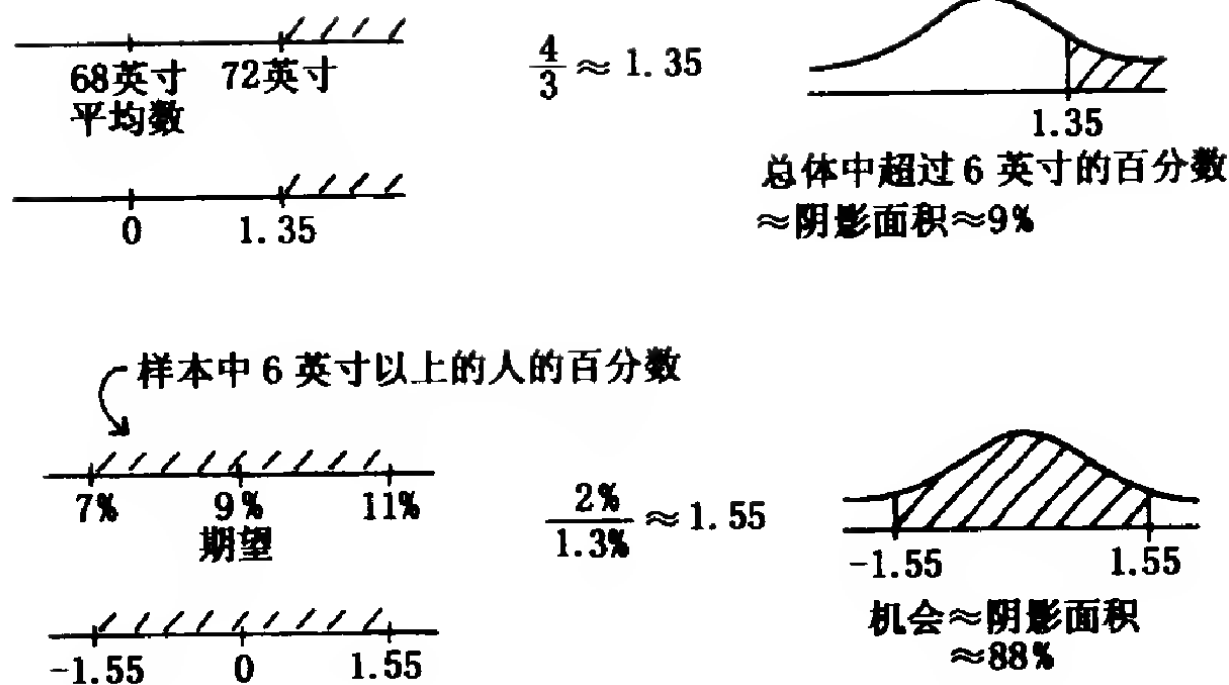 68英寸 72英寸
平均数
4/3 ≈ 1.35
1.35
总体中超过 6 英寸的百分数
≈阴影面积≈9%
0 1.35
样本中 6 英寸以上的人的百分数
7% 9% 11%
期望
2%/1.3% ≈ 1.55
-1.55 1.55
机会≈阴影面积
≈88%
-1.55 0 1.55